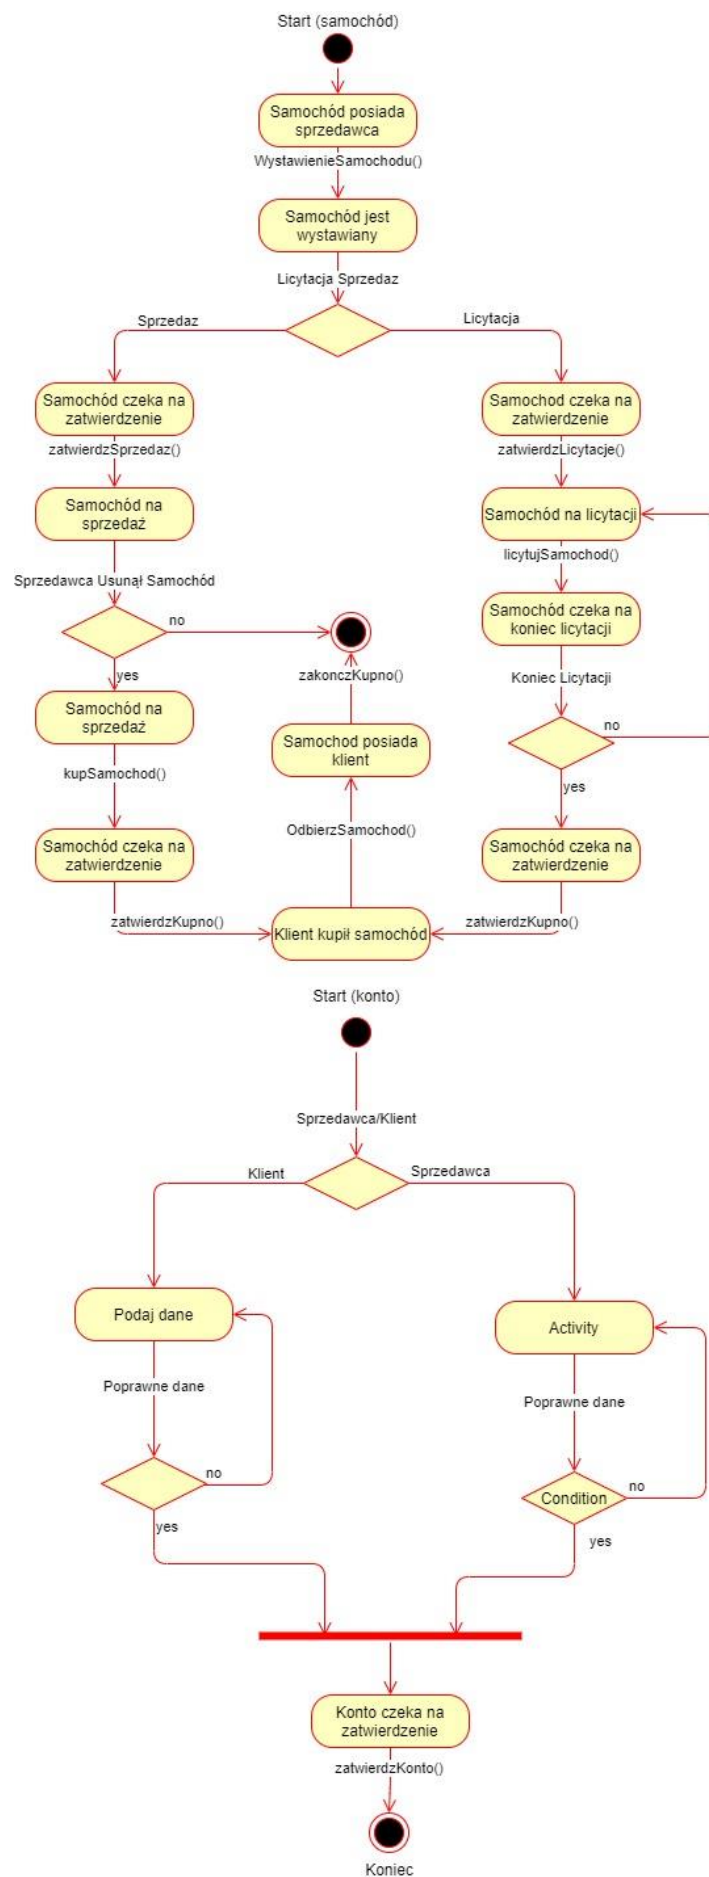 Start (samochód)
Samochód posiada
sprzedawca
WystawienieSamochodu()
Samochód jest
wystawiany
Licytacja Sprzedaz
Sprzedaz
Licytacja
Samochód czeka na
zatwierdzenie
Samochod czeka na
zatwierdzenie
zatwierdzSprzedaz()
zatwierdzLicytacje()
Samochód na
sprzedaż
Samochód na licytacji
licytujSamochod()
Sprzedawca Usunął Samochód
no
Samochód czeka na
koniec licytacji
yes
zakonczKupno()
Koniec Licytacji
Samochód na
sprzedaż
Samochod posiada
klient
no
kupSamochod()
yes
OdbierzSamochod()
Samochód czeka na
zatwierdzenie
Samochód czeka na
zatwierdzenie
zatwierdzKupno()
zatwierdzKupno()
Klient kupił samochód
Start (konto)
Sprzedawca/Klient
Klient
Sprzedawca
Podaj dane
Activity
Poprawne dane
Poprawne dane
no
no
Condition
yes
yes
Konto czeka na
zatwierdzenie
zatwierdzKonto()
Koniec